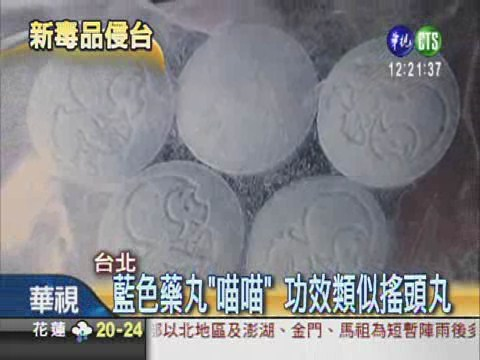 新毒品侵台
華視 CTS
12:21:37
台北
藍色藥丸"喵喵" 功效類似搖頭丸
華視
花蓮 20-24 部以北地區及澎湖、金門、馬祖為短暫陣雨後多